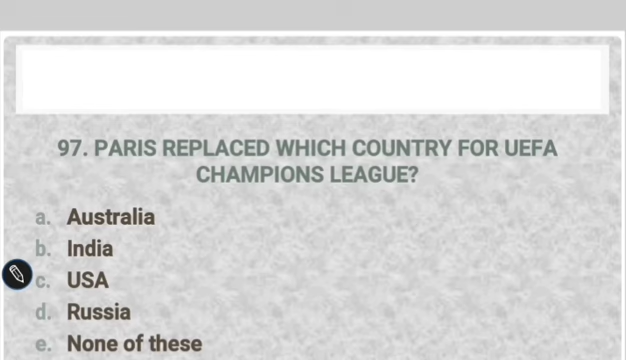 97. PARIS REPLACED WHICH COUNTRY FOR UEFA
CHAMPIONS LEAGUE?
a. Australia
b. India
c. USA
d. Russia
e. None of these